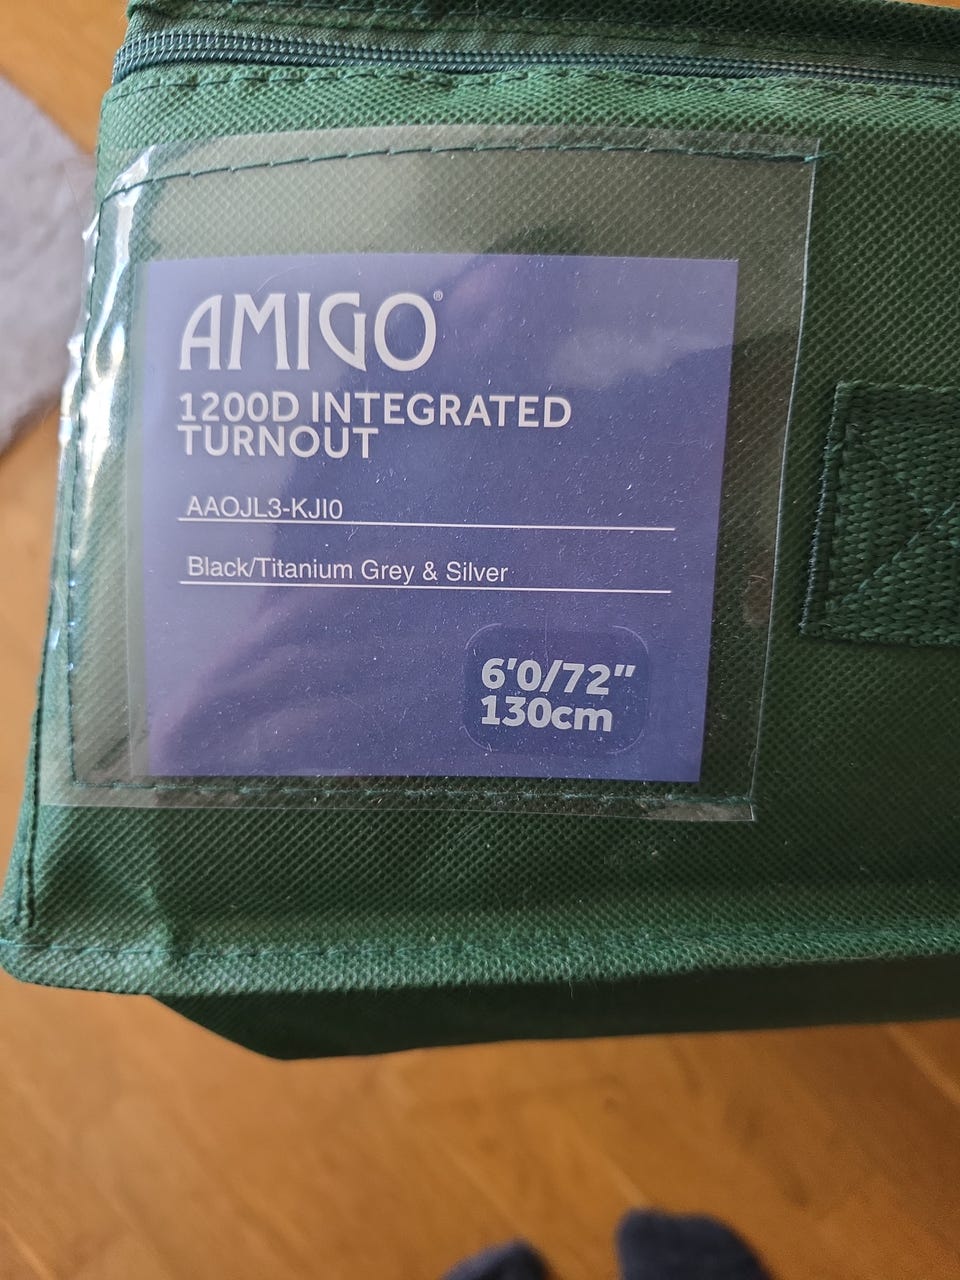 AMIGO®
1200D INTEGRATED
TURNOUT
AAOJL3-KJI0
Black/Titanium Grey & Silver
6'0/72"
130cm